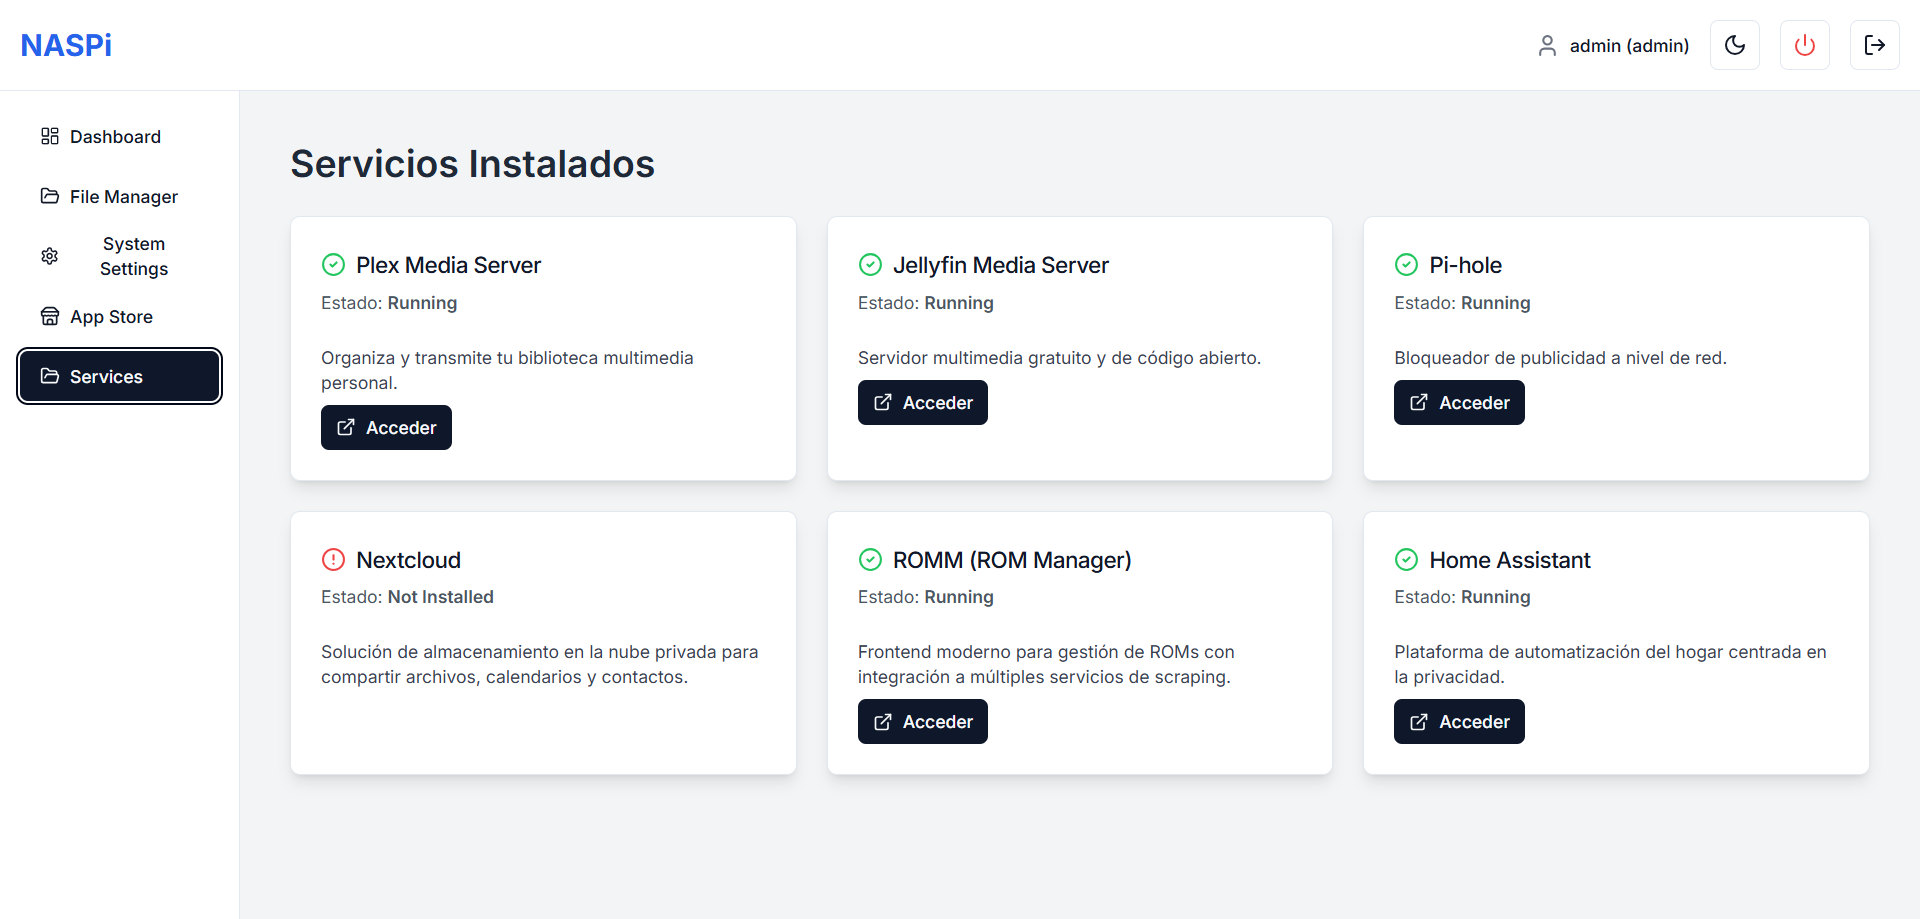 NASPi
admin (admin)
Dashboard
File Manager
System
Settings
App Store
Services
Servicios Instalados
Plex Media Server
Estado: Running
Organiza y transmite tu biblioteca multimedia
personal.
Acceder
Jellyfin Media Server
Estado: Running
Servidor multimedia gratuito y de código abierto.
Acceder
Pi-hole
Estado: Running
Bloqueador de publicidad a nivel de red.
Acceder
Nextcloud
Estado: Not Installed
Solución de almacenamiento en la nube privada para
compartir archivos, calendarios y contactos.
ROMM (ROM Manager)
Estado: Running
Frontend moderno para gestión de ROMs con
integración a múltiples servicios de scraping.
Acceder
Home Assistant
Estado: Running
Plataforma de automatización del hogar centrada en
la privacidad.
Acceder